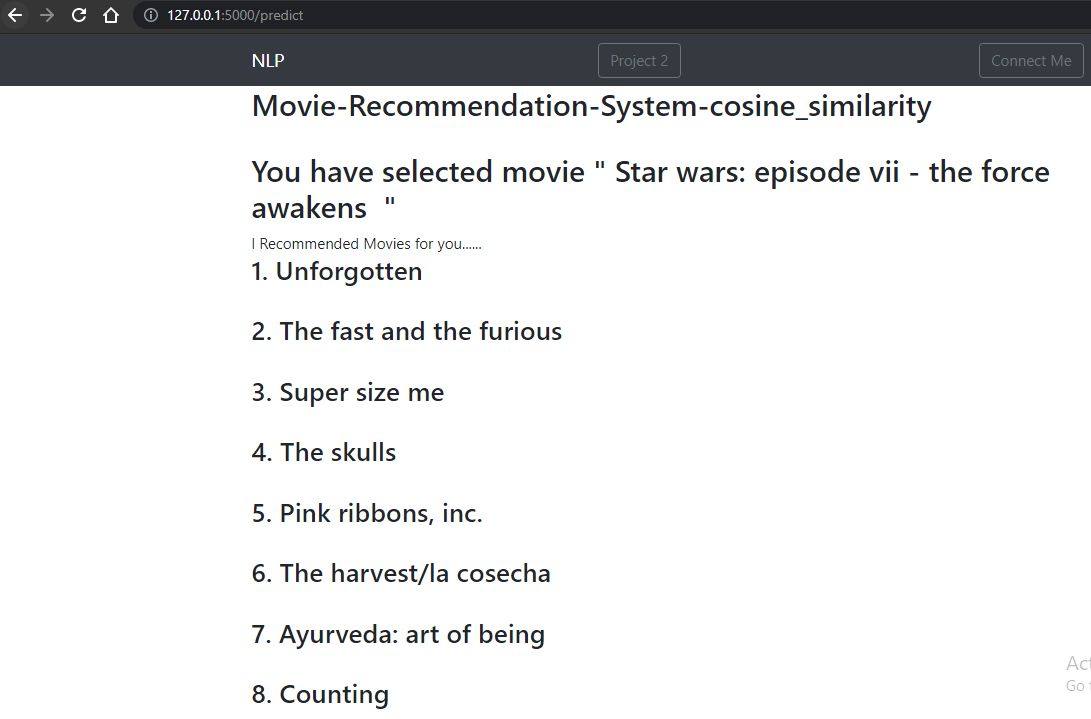 127.0.0.1:5000/predict
NLP Project 2 Connect Me
Movie-Recommendation-System-cosine_similarity
You have selected movie " Star wars: episode vii - the force
awakens "
I Recommended Movies for you......
1. Unforgotten
2. The fast and the furious
3. Super size me
4. The skulls
5. Pink ribbons, inc.
6. The harvest/la cosecha
7. Ayurveda: art of being
Act
Go
8. Counting